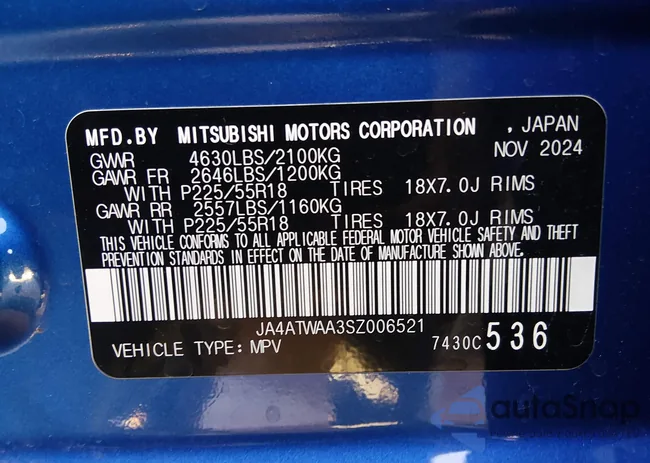 MFD.BY MITSUBISHI MOTORS CORPORATION , JAPAN
GVWR 4630LBS/2100KG NOV 2024
GAWR FR 2646LBS/1200KG
WITH P225/55R18 TIRES 18X7.0J RIMS
GAWR RR 2557LBS/1160KG
WITH P225/55R18 TIRES 18X7.0J RIMS
THIS VEHICLE CONFORMS TO ALL APPLICABLE FEDERAL MOTOR VEHICLE SAFETY AND THEFT
PREVENTION STANDARDS IN EFFECT ON THE DATE OF MANUFACTURE SHOWN ABOVE.
JA4ATWAA3SZ006521
VEHICLE TYPE:MPV 7430C 536
autoSnap